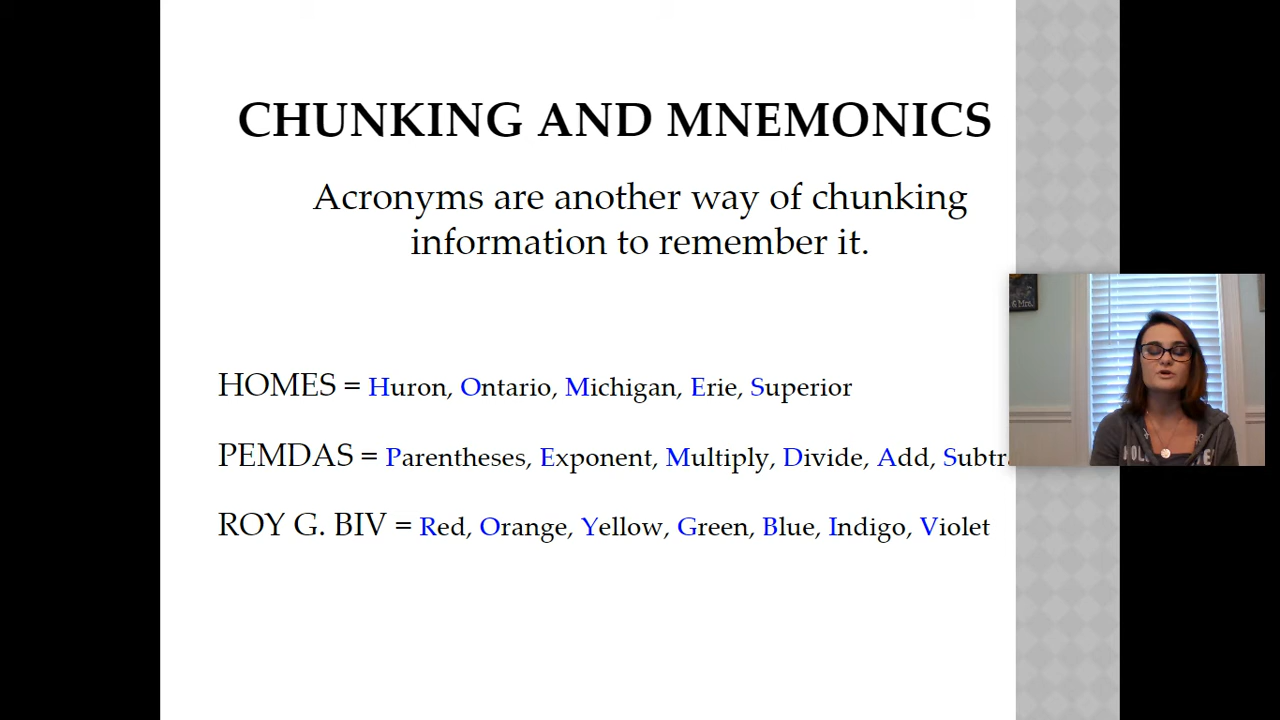 CHUNKING AND MNEMONICS
Acronyms are another way of chunking
information to remember it.
HOMES = Huron, Ontario, Michigan, Erie, Superior
PEMDAS = Parentheses, Exponent, Multiply, Divide, Add,
ROY G. BIV = Red, Orange, Yellow, Green, Blue, Indigo, Violet
& Mrs.